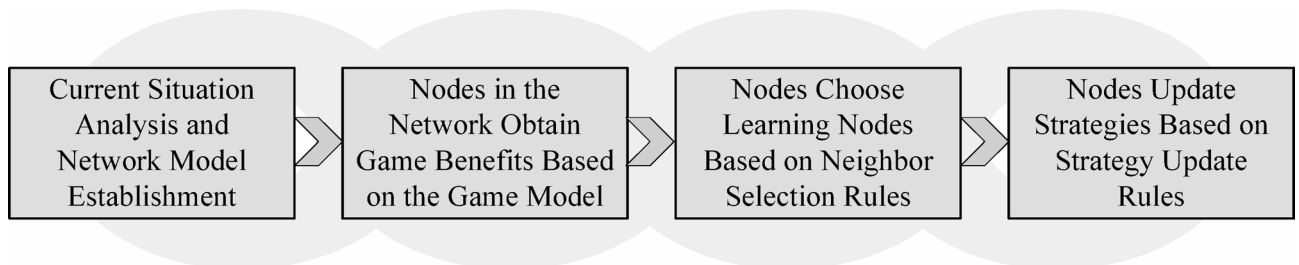 Current Situation
Analysis and
Network Model
Establishment
Nodes in the
Network Obtain
Game Benefits Based
on the Game Model
Nodes Choose
Learning Nodes
Based on Neighbor
Selection Rules
Nodes Update
Strategies Based on
Strategy Update
Rules